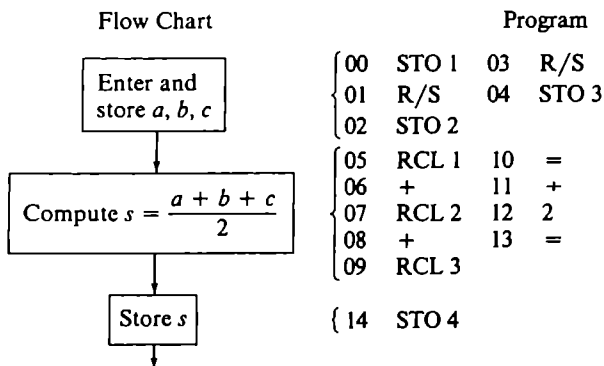 Flow Chart
Enter and
store a, b, c
Compute s = \frac{a + b + c}{2}
Store s
Program
00 STO 1 03 R/S
01 R/S 04 STO 3
02 STO 2
05 RCL 1 10 =
06 + 11 +
07 RCL 2 12 2
08 + 13 =
09 RCL 3
14 STO 4